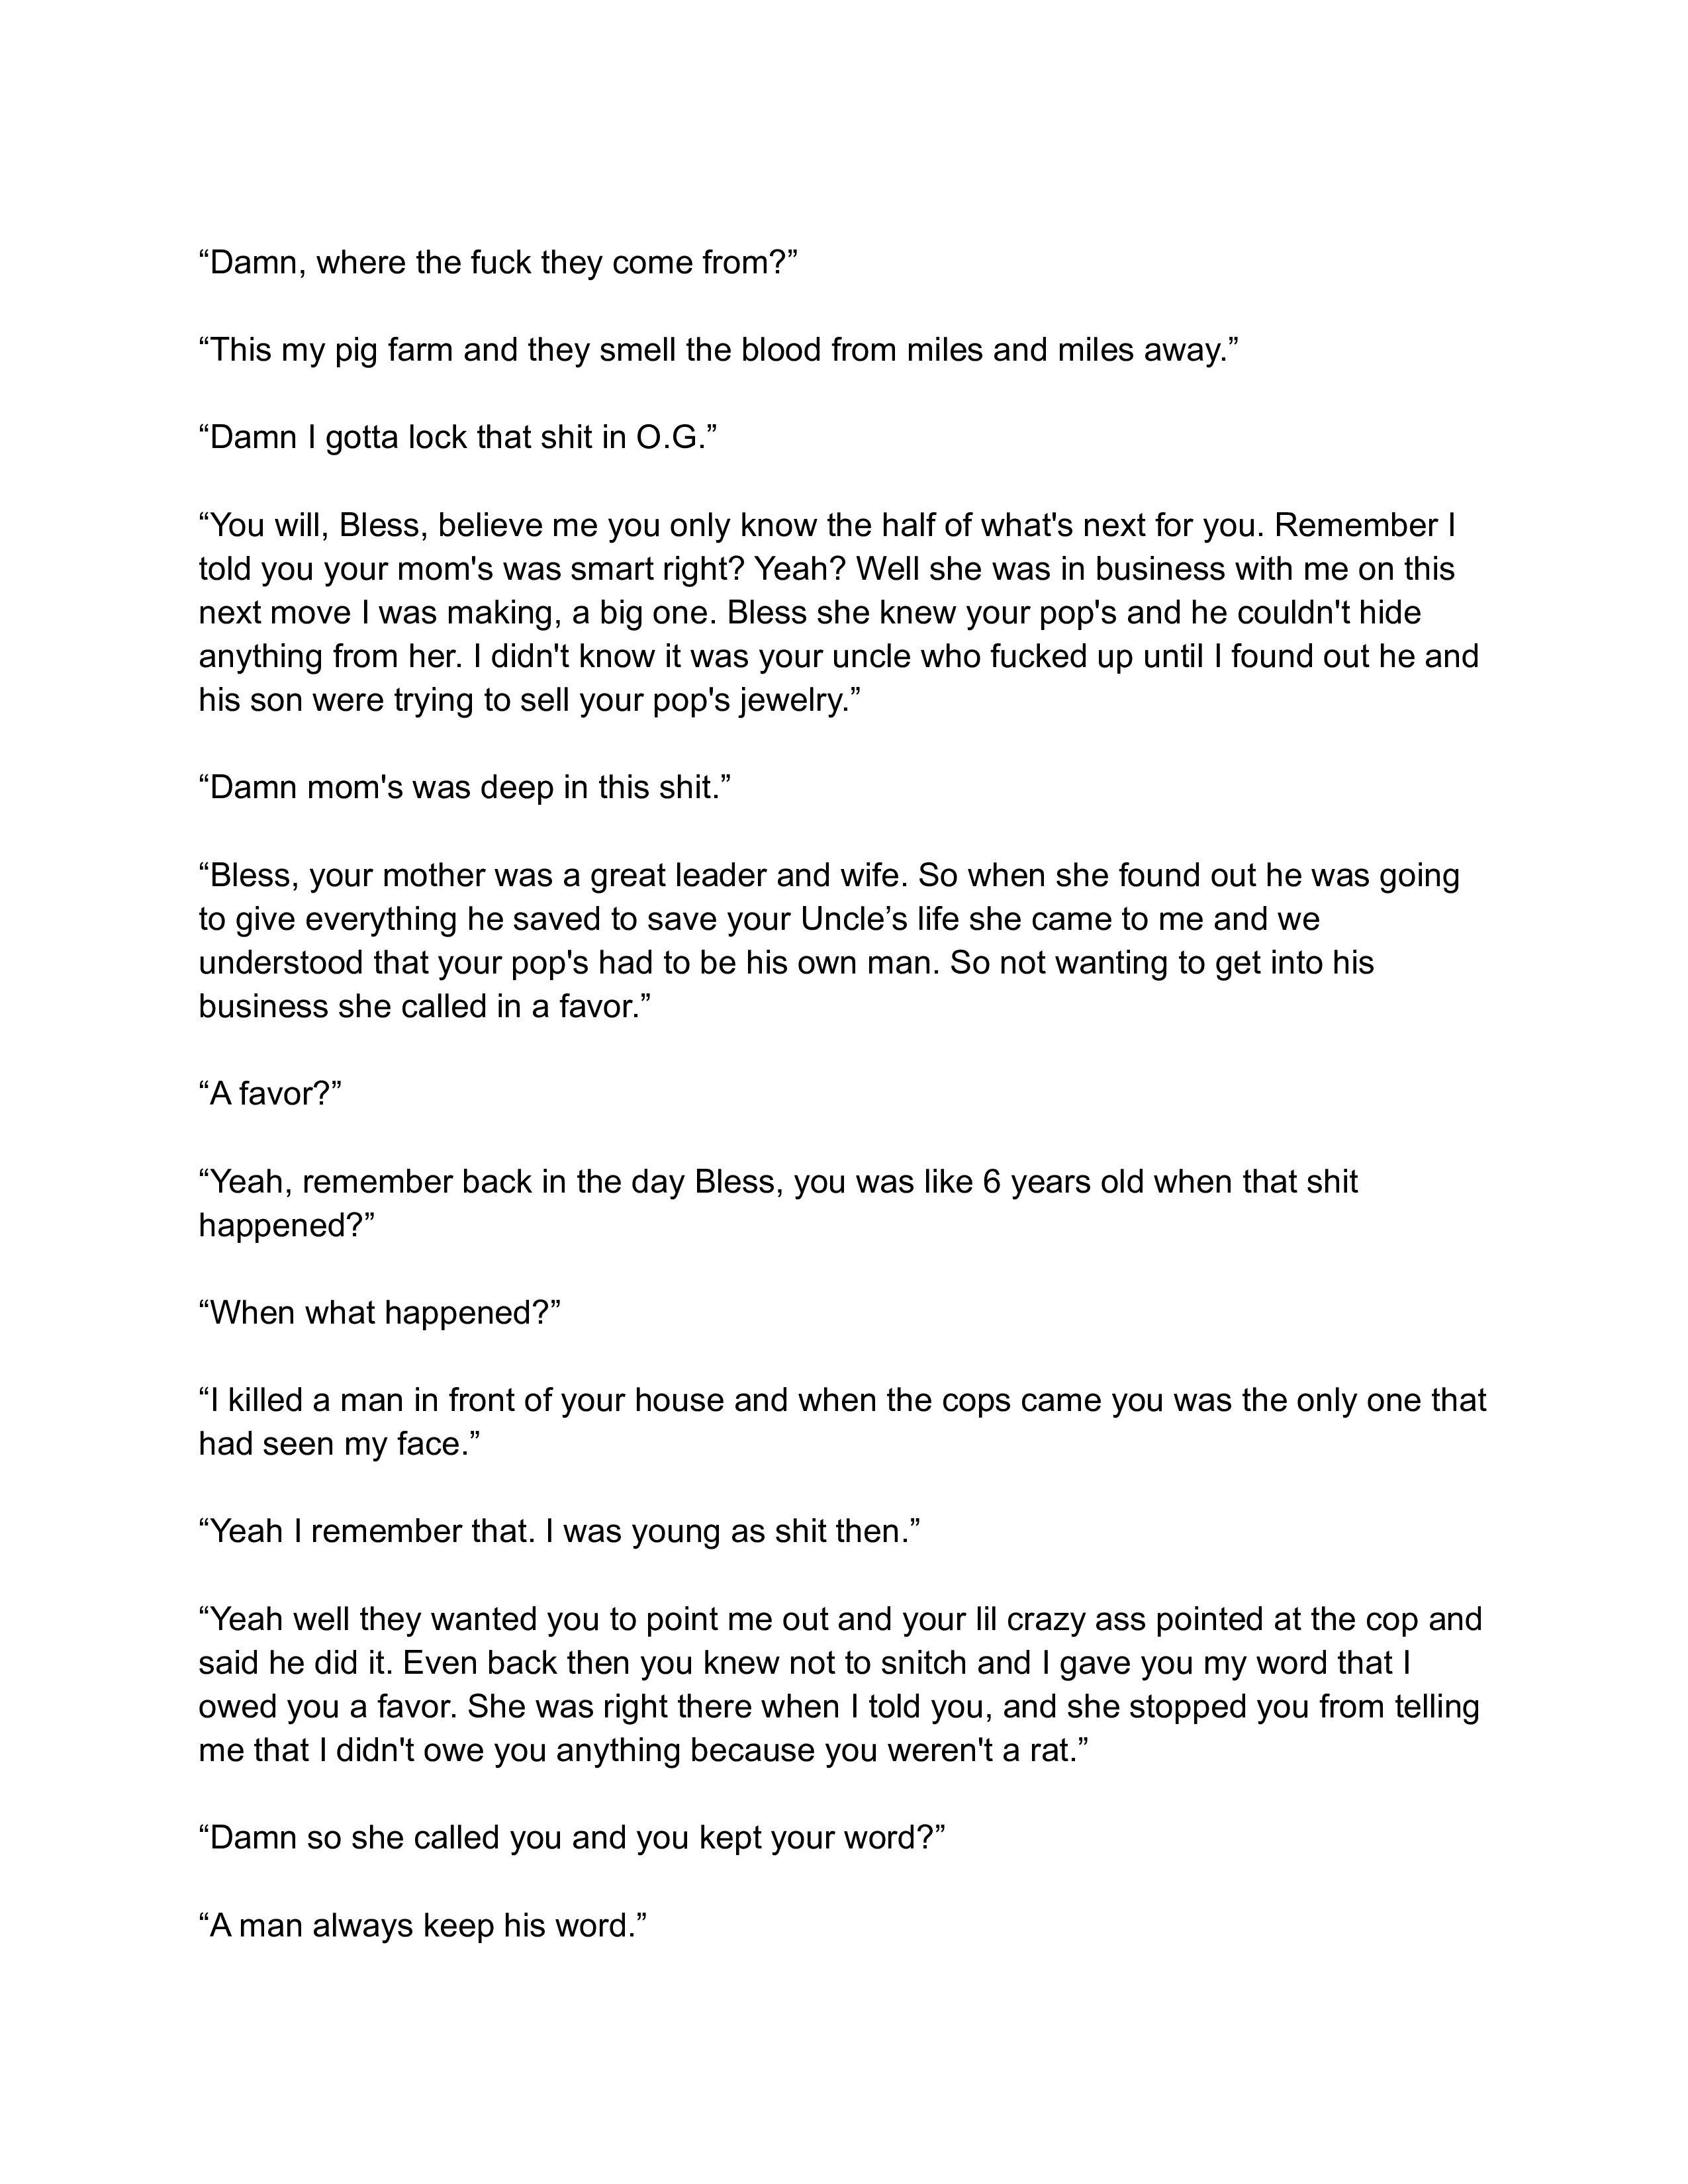 “Damn, where the fuck they come from?”
“This my pig farm and they smell the blood from miles and miles away.”
“Damn I gotta lock that shit in O.G.”
“You will, Bless, believe me you only know the half of what's next for you. Remember I
told you your mom's was smart right? Yeah? Well she was in business with me on this
next move I was making, a big one. Bless she knew your pop's and he couldn't hide
anything from her. I didn't know it was your uncle who fucked up until I found out he and
his son were trying to sell your pop's jewelry.”
“Damn mom's was deep in this shit.”
“Bless, your mother was a great leader and wife. So when she found out he was going
to give everything he saved to save your Uncle’s life she came to me and we
understood that your pop's had to be his own man. So not wanting to get into his
business she called in a favor.”
“A favor?”
“Yeah, remember back in the day Bless, you was like 6 years old when that shit
happened?”
“When what happened?”
“I killed a man in front of your house and when the cops came you was the only one that
had seen my face.”
“Yeah I remember that. I was young as shit then.”
“Yeah well they wanted you to point me out and your lil crazy ass pointed at the cop and
said he did it. Even back then you knew not to snitch and I gave you my word that I
owed you a favor. She was right there when I told you, and she stopped you from telling
me that I didn't owe you anything because you weren't a rat.”
“Damn so she called you and you kept your word?”
“A man always keep his word.”